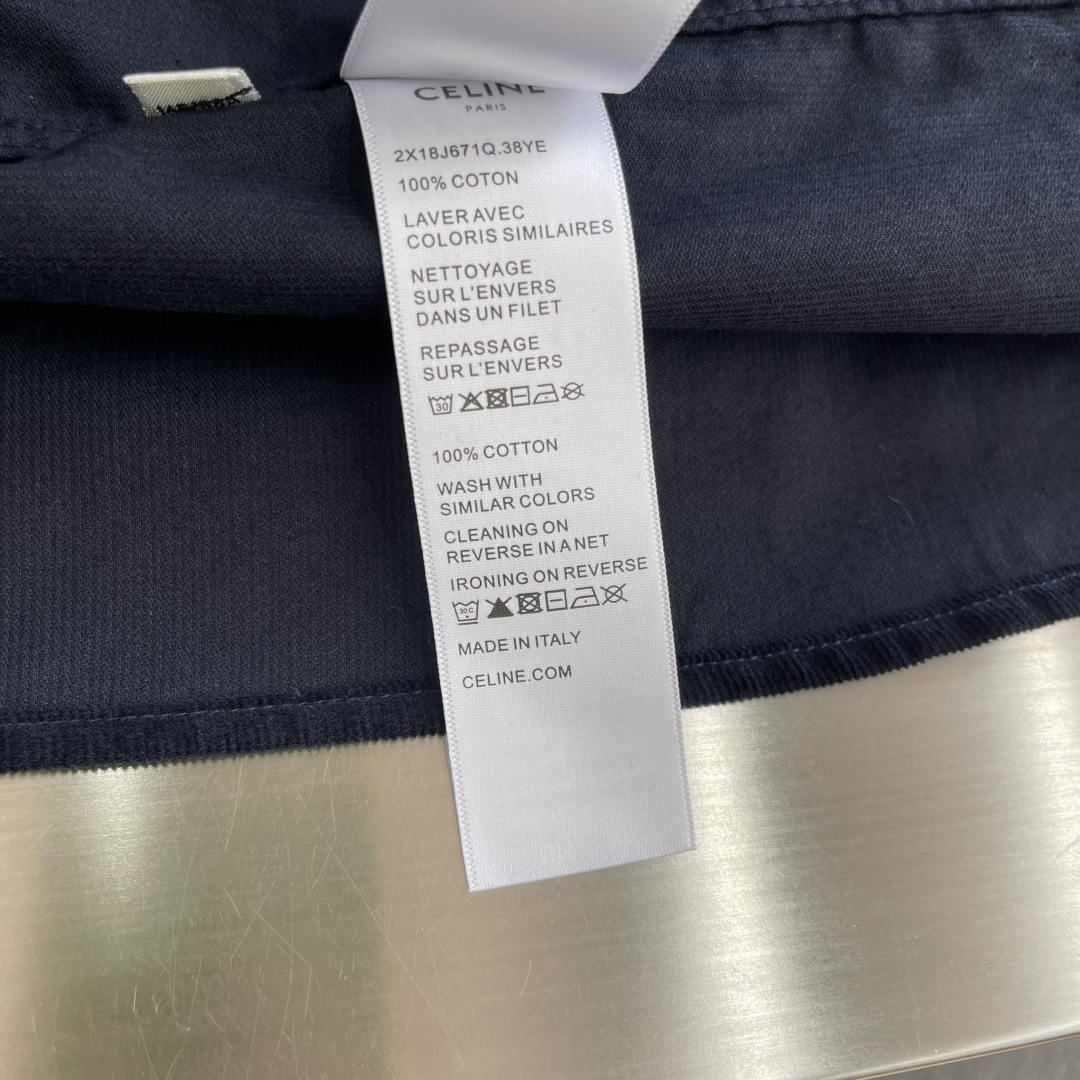 CELINE
PARIS
2X18J671Q.38YE
100% COTON
LAVER AVEC
COLORIS SIMILAIRES
NETTOYAGE
SUR L'ENVERS
DANS UN FILET
REPASSAGE
SUR L'ENVERS
30
100% COTTON
WASH WITH
SIMILAR COLORS
CLEANING ON
REVERSE IN A NET
IRONING ON REVERSE
30C
MADE IN ITALY
CELINE.COM